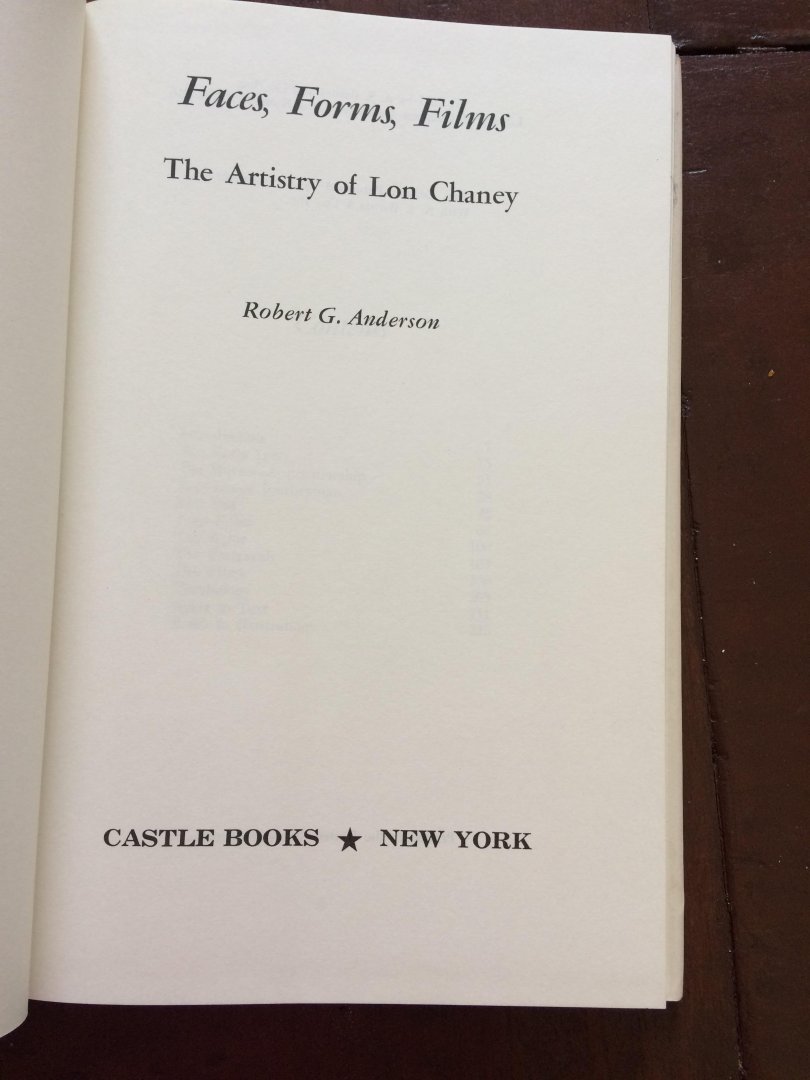 Faces, Forms, Films
The Artistry of Lon Chaney
Robert G. Anderson
CASTLE BOOKS ★ NEW YORK